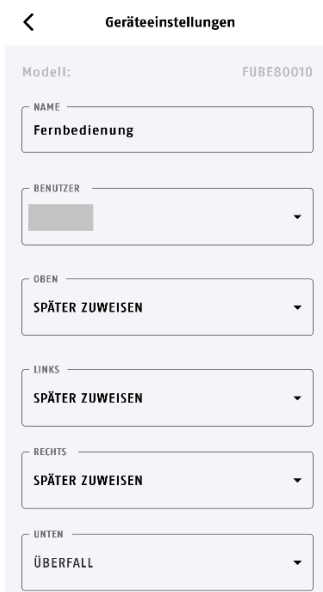 Geräteeinstellungen
Modell: FUBE80010
NAME
Fernbedienung
BENUTZER
OBEN
SPÄTER ZUWEISEN
LINKS
SPÄTER ZUWEISEN
RECHTS
SPÄTER ZUWEISEN
UNTEN
ÜBERFALL